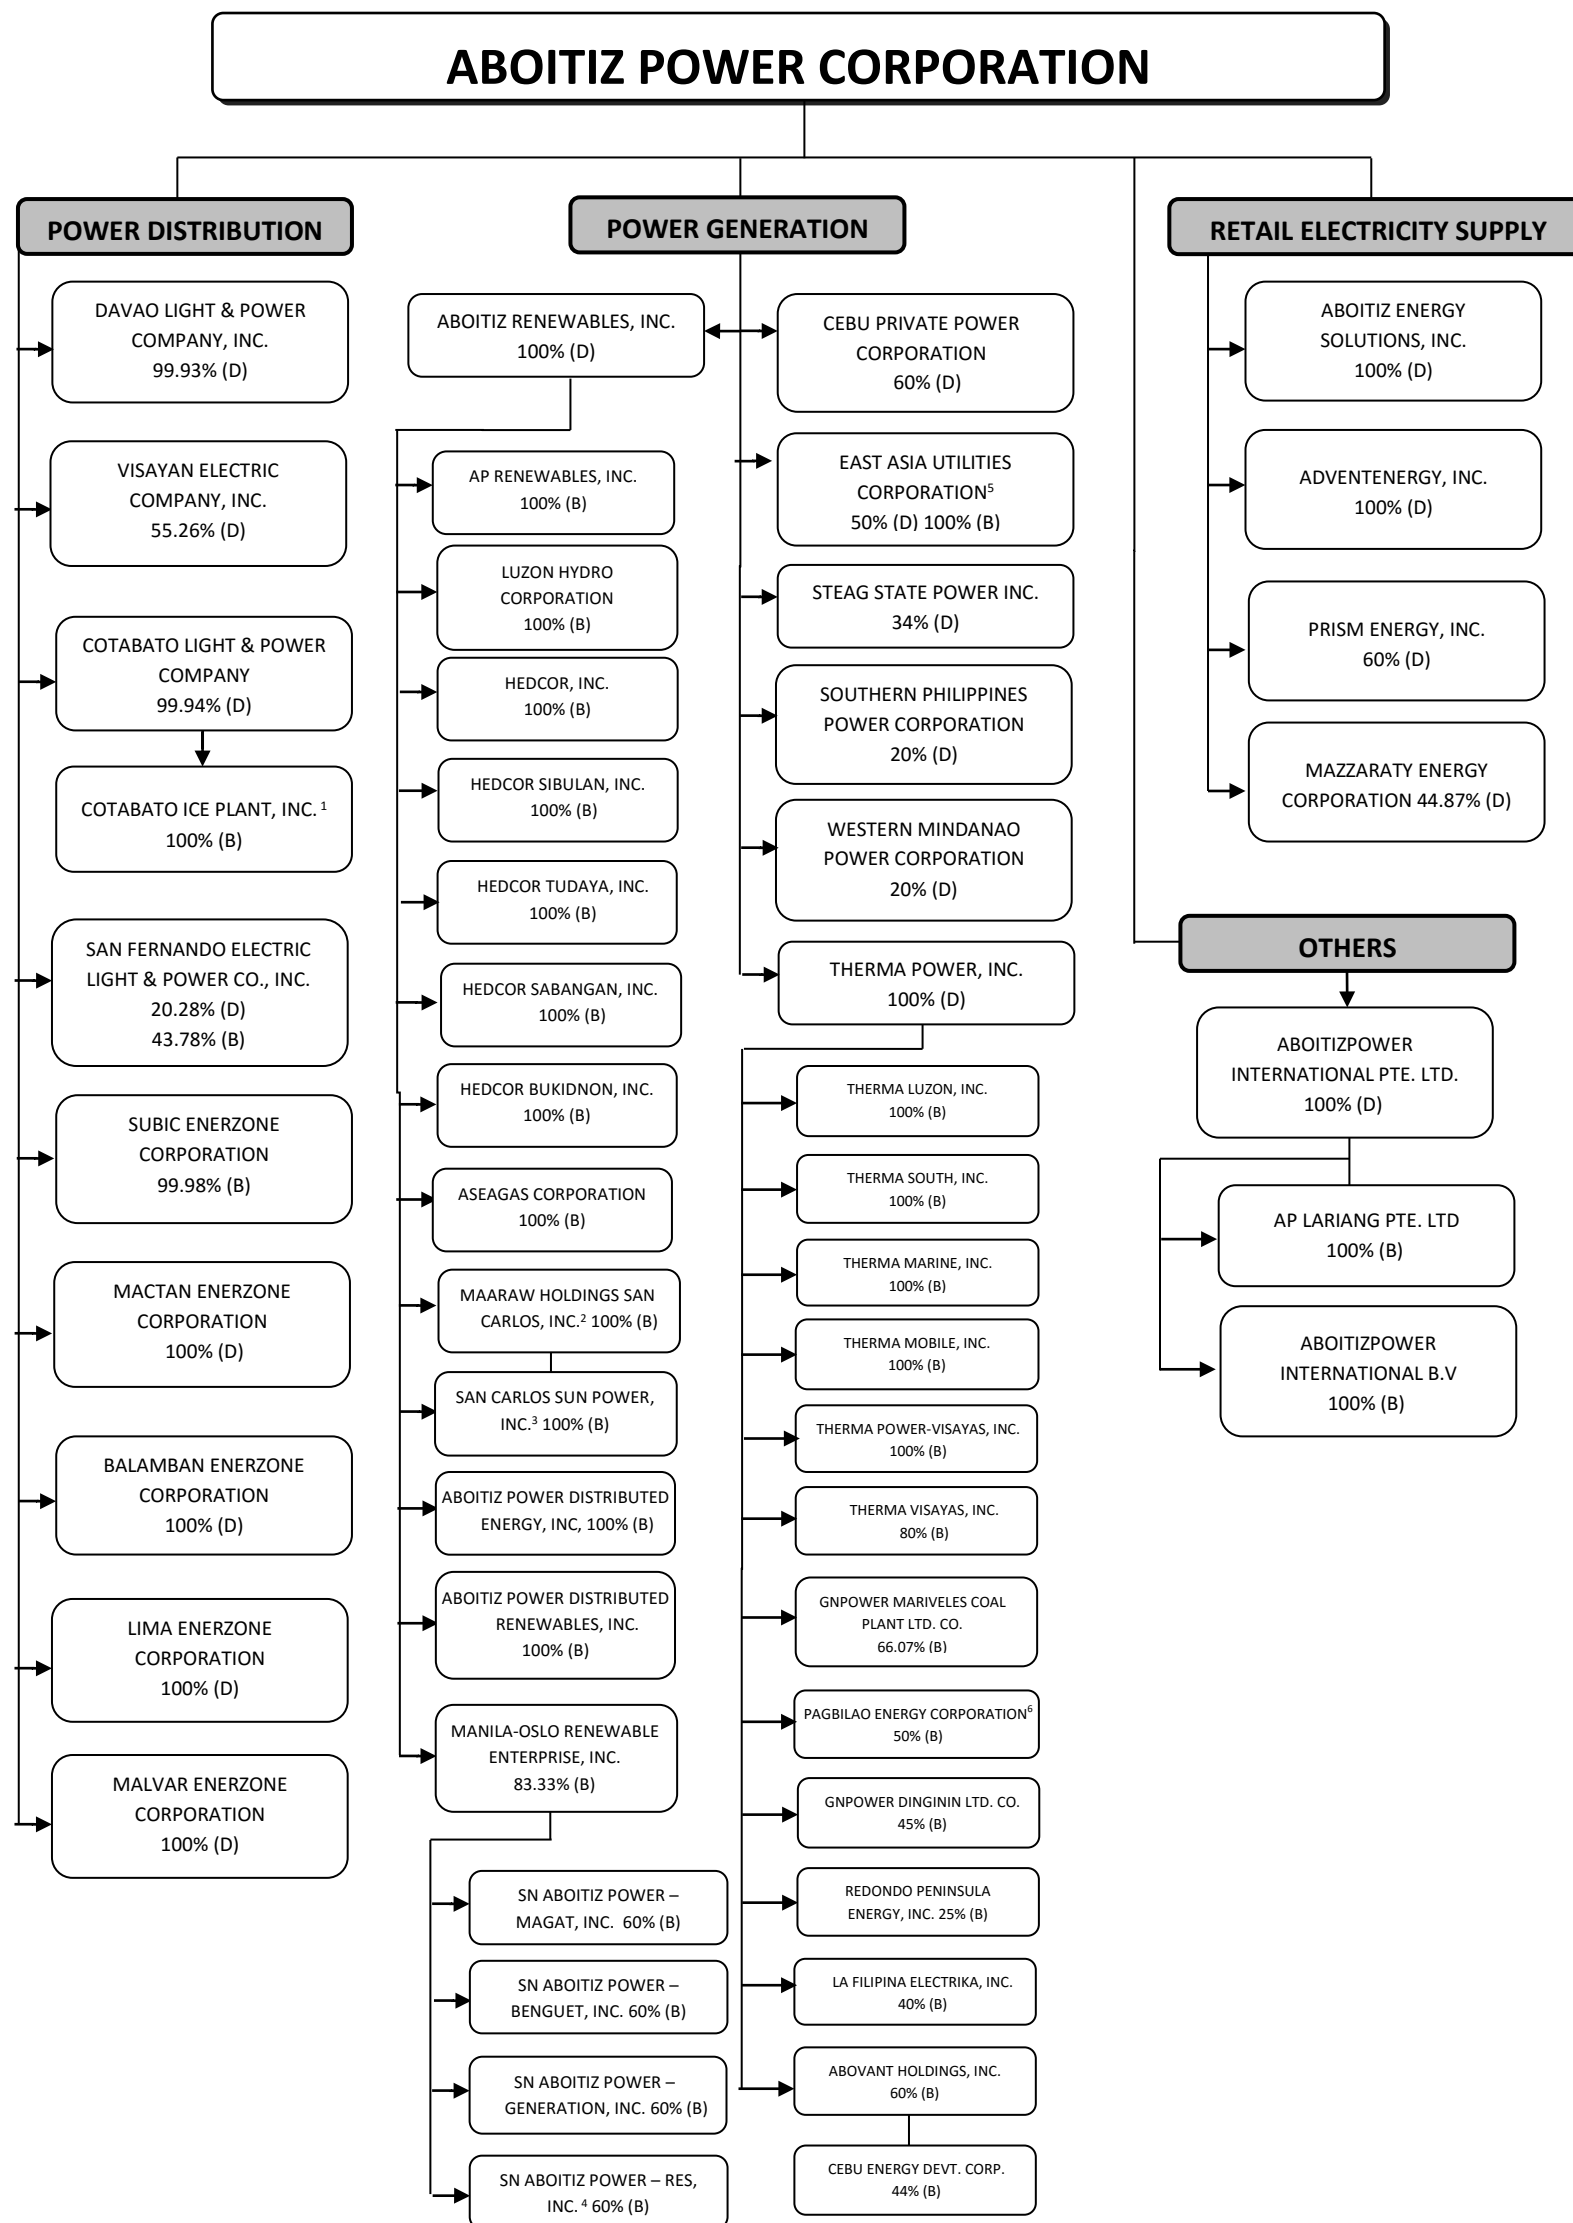 ABOITIZ POWER CORPORATION
POWER DISTRIBUTION
DAVAO LIGHT & POWER
COMPANY, INC.
99.93% (D)
VISAYAN ELECTRIC
COMPANY, INC.
55.26% (D)
COTABATO LIGHT & POWER
COMPANY
99.94% (D)
COTABATO ICE PLANT, INC. ¹
100% (B)
SAN FERNANDO ELECTRIC
LIGHT & POWER CO., INC.
20.28% (D)
43.78% (B)
SUBIC ENERZONE
CORPORATION
99.98% (B)
MACTAN ENERZONE
CORPORATION
100% (D)
BALAMBAN ENERZONE
CORPORATION
100% (D)
LIMA ENERZONE
CORPORATION
100% (D)
MALVAR ENERZONE
CORPORATION
100% (D)
POWER GENERATION
ABOITIZ RENEWABLES, INC.
100% (D)
AP RENEWABLES, INC.
100% (B)
LUZON HYDRO
CORPORATION
100% (B)
HEDCOR, INC.
100% (B)
HEDCOR SIBULAN, INC.
100% (B)
HEDCOR TUDAYA, INC.
100% (B)
HEDCOR SABANGAN, INC.
100% (B)
HEDCOR BUKIDNON, INC.
100% (B)
ASEAGAS CORPORATION
100% (B)
MAARAW HOLDINGS SAN
CARLOS, INC.² 100% (B)
SAN CARLOS SUN POWER,
INC.³ 100% (B)
ABOITIZ POWER DISTRIBUTED
ENERGY, INC, 100% (B)
ABOITIZ POWER DISTRIBUTED
RENEWABLES, INC.
100% (B)
MANILA-OSLO RENEWABLE
ENTERPRISE, INC.
83.33% (B)
SN ABOITIZ POWER –
MAGAT, INC. 60% (B)
SN ABOITIZ POWER –
BENGUET, INC. 60% (B)
SN ABOITIZ POWER –
GENERATION, INC. 60% (B)
SN ABOITIZ POWER – RES,
INC. ⁴ 60% (B)
CEBU PRIVATE POWER
CORPORATION
60% (D)
EAST ASIA UTILITIES
CORPORATION⁵
50% (D) 100% (B)
STEAG STATE POWER INC.
34% (D)
SOUTHERN PHILIPPINES
POWER CORPORATION
20% (D)
WESTERN MINDANAO
POWER CORPORATION
20% (D)
THERMA POWER, INC.
100% (D)
THERMA LUZON, INC.
100% (B)
THERMA SOUTH, INC.
100% (B)
THERMA MARINE, INC.
100% (B)
THERMA MOBILE, INC.
100% (B)
THERMA POWER-VISAYAS, INC.
100% (B)
THERMA VISAYAS, INC.
80% (B)
GNPOWER MARIVELES COAL
PLANT LTD. CO.
66.07% (B)
PAGBILAO ENERGY CORPORATION⁶
50% (B)
GNPOWER DINGININ LTD. CO.
45% (B)
REDONDO PENINSULA
ENERGY, INC. 25% (B)
LA FILIPINA ELECTRIKA, INC.
40% (B)
ABOVANT HOLDINGS, INC.
60% (B)
CEBU ENERGY DEVT. CORP.
44% (B)
RETAIL ELECTRICITY SUPPLY
ABOITIZ ENERGY
SOLUTIONS, INC.
100% (D)
ADVENTENERGY, INC.
100% (D)
PRISM ENERGY, INC.
60% (D)
MAZZARATY ENERGY
CORPORATION 44.87% (D)
OTHERS
ABOITIZPOWER
INTERNATIONAL PTE. LTD.
100% (D)
AP LARIANG PTE. LTD
100% (B)
ABOITIZPOWER
INTERNATIONAL B.V
100% (B)